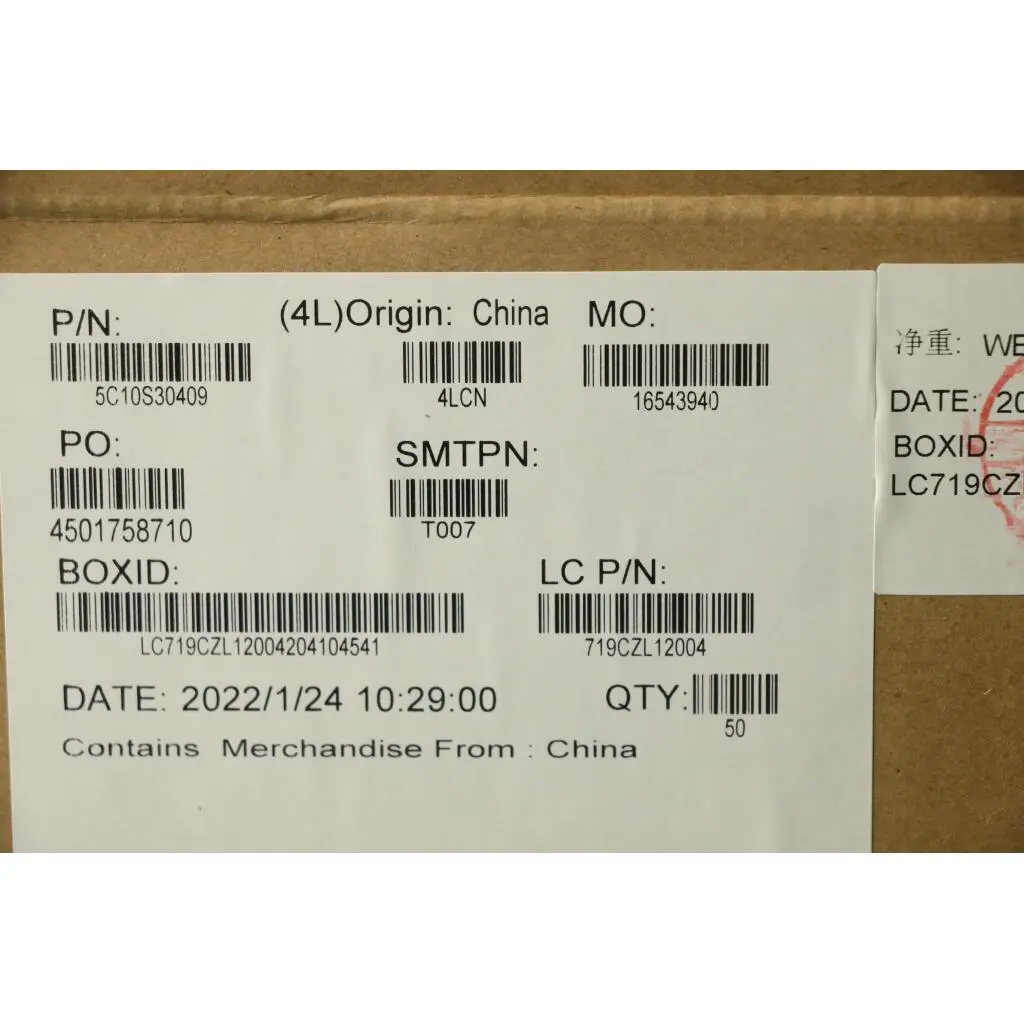 P/N:
5C10S30409
(4L)Origin: China
4LCN
MO:
16543940
PO:
4501758710
SMTPN:
T007
BOXID:
LC719CZL12004204104541
LC P/N:
719CZL12004
DATE: 2022/1/24 10:29:00
QTY:
50
Contains Merchandise From : China
净重: WE
DATE: 20
BOXID:
LC719CZ